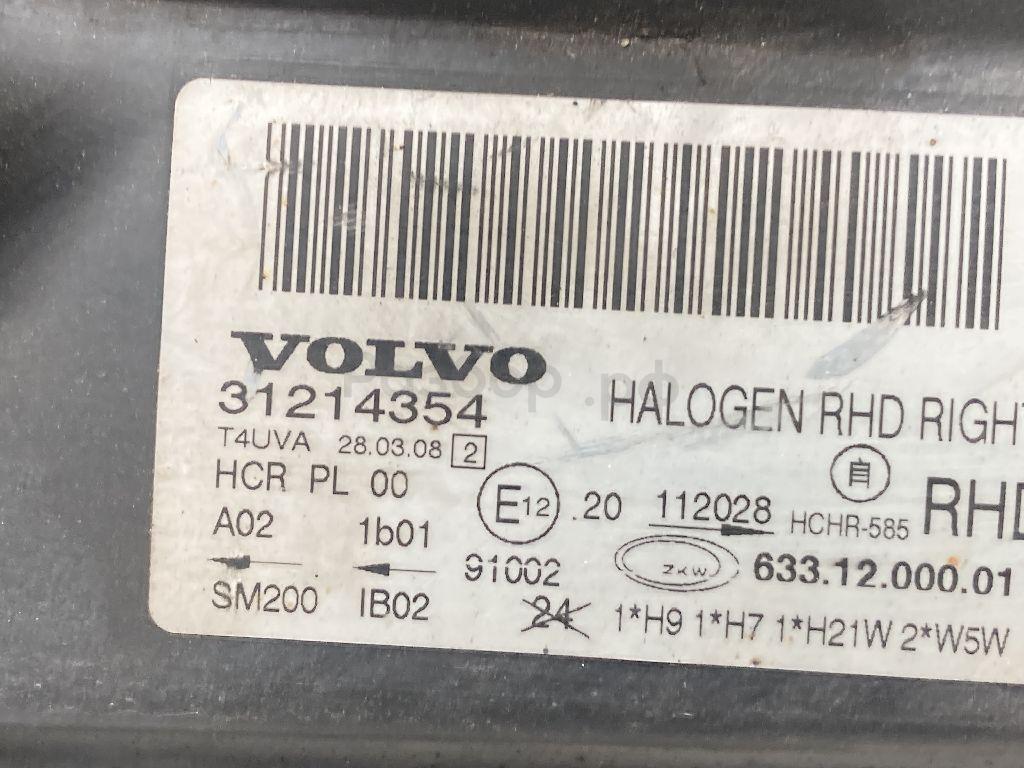 VOLVO
31214354
HALOGEN RHD RIGHT
T4UVA 28.03.08 2
HCR PL 00
E12 .20 112028
自
HCHR-585
RHD
A02 1b01
91002
ZKW
633.12.000.01
SM200 IB02
24
1*H9 1*H7 1*H21W 2*W5W